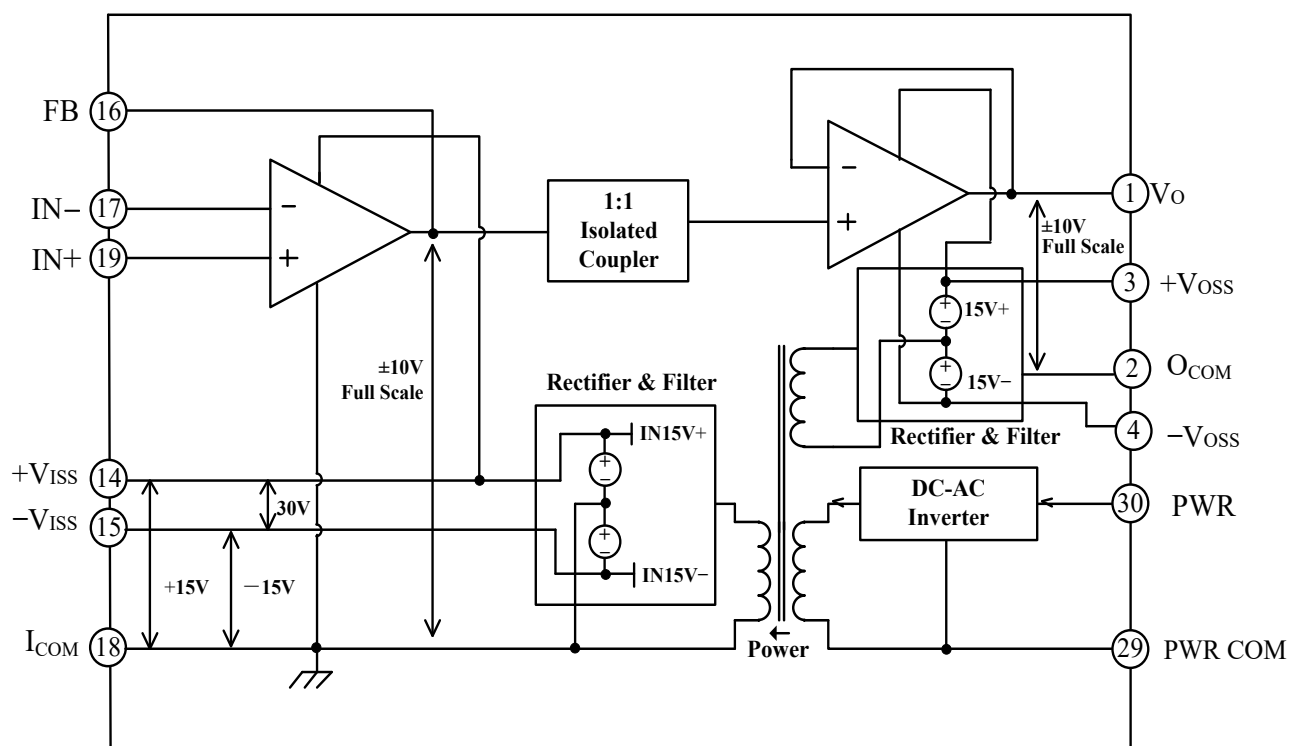 FB 16
IN− 17
IN+ 19
− +
1:1
Isolated
Coupler
− +
1 VO
±10V
Full Scale
3 +VOSS
15V+
+ −
2 OCOM
15V−
+ −
4 −VOSS
Rectifier & Filter
±10V
Full Scale
Rectifier & Filter
IN15V+
+ −
+ −
IN15V−
+VISS 14
−VISS 15
30V
+15V
−15V
ICOM 18
Power
DC-AC
Inverter
30 PWR
29 PWR COM